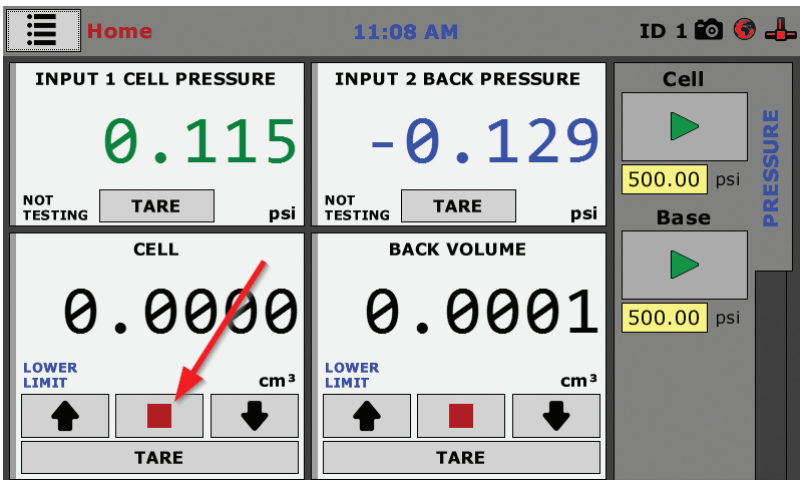 Home
11:08 AM
ID 1
INPUT 1 CELL PRESSURE
0.115
NOT
TESTING
TARE
psi
INPUT 2 BACK PRESSURE
-0.129
NOT
TESTING
TARE
psi
CELL
0.0000
LOWER
LIMIT
cm³
TARE
BACK VOLUME
0.0001
LOWER
LIMIT
cm³
TARE
Cell
500.00 psi
Base
500.00 psi
PRESSURE